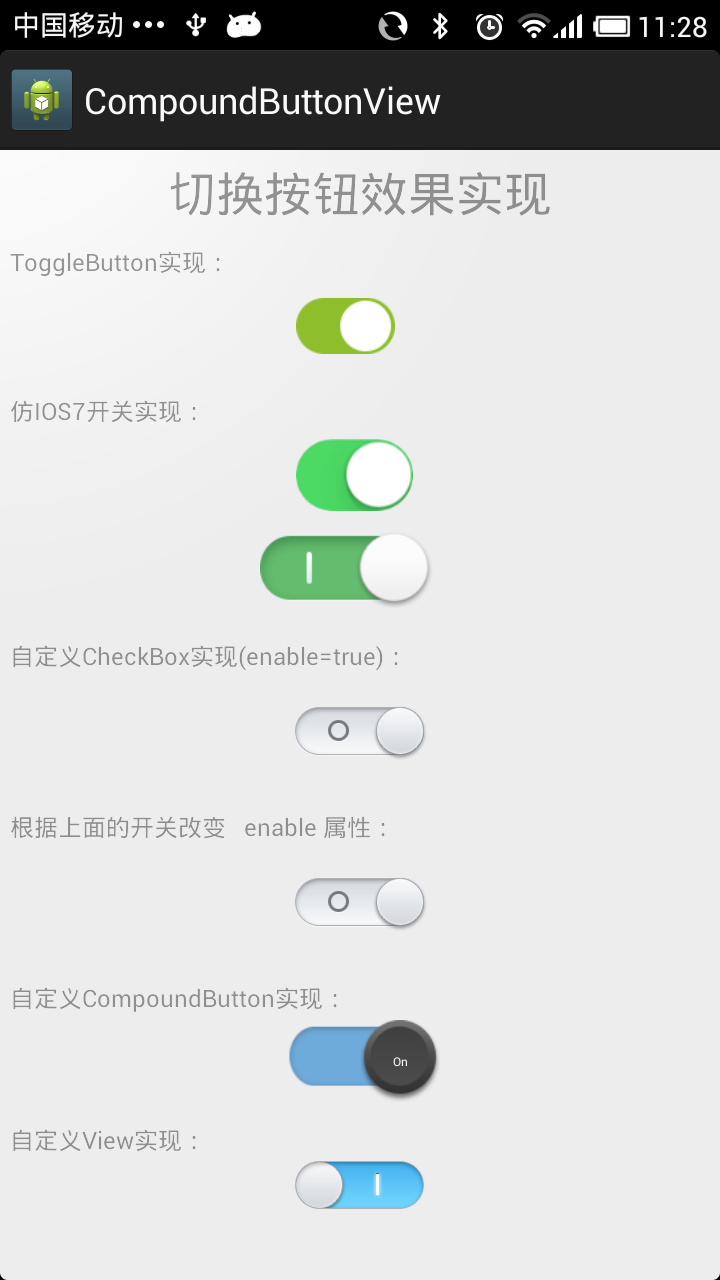 中国移动 ••• 11:28
CompoundButtonView
切换按钮效果实现
ToggleButton实现：
仿IOS7开关实现：
自定义CheckBox实现(enable=true)：
根据上面的开关改变 enable 属性：
自定义CompoundButton实现：
On
自定义View实现：